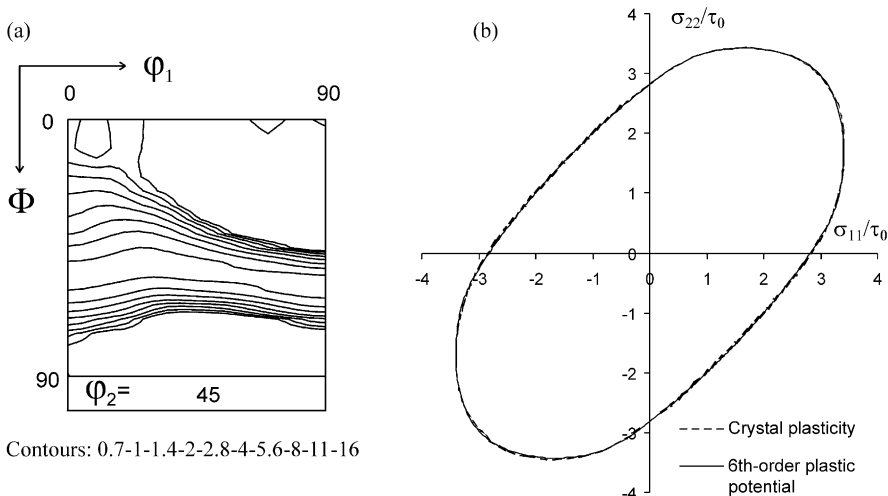 (a)
φ1
0 90
0
Φ
90
φ2= 45
Contours: 0.7-1-1.4-2-2.8-4-5.6-8-11-16
(b)
σ22/τ0
4
3
2
1
σ11/τ0
0
-4 -3 -2 -1 0 1 2 3 4
-1
-2
-3
-4
Crystal plasticity
6th-order plastic
potential